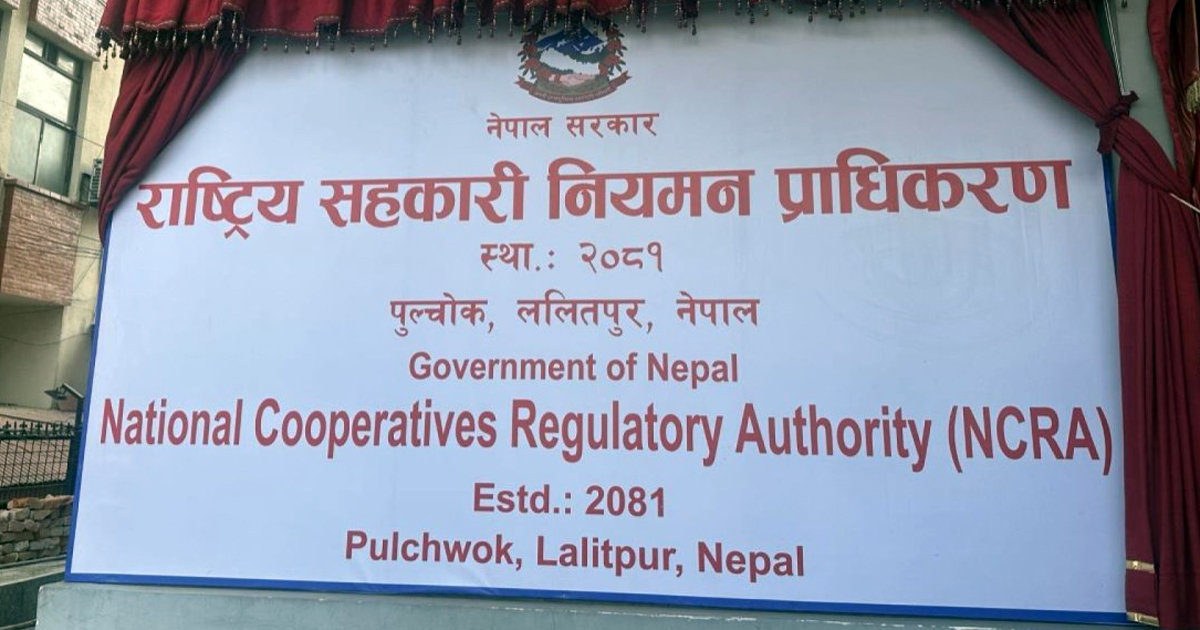 नेपाल सरकार
राष्ट्रिय सहकारी नियमन प्राधिकरण
स्था.: २०८१
पुल्चोक, ललितपुर, नेपाल
Government of Nepal
National Cooperatives Regulatory Authority (NCRA)
Estd.: 2081
Pulchwok, Lalitpur, Nepal